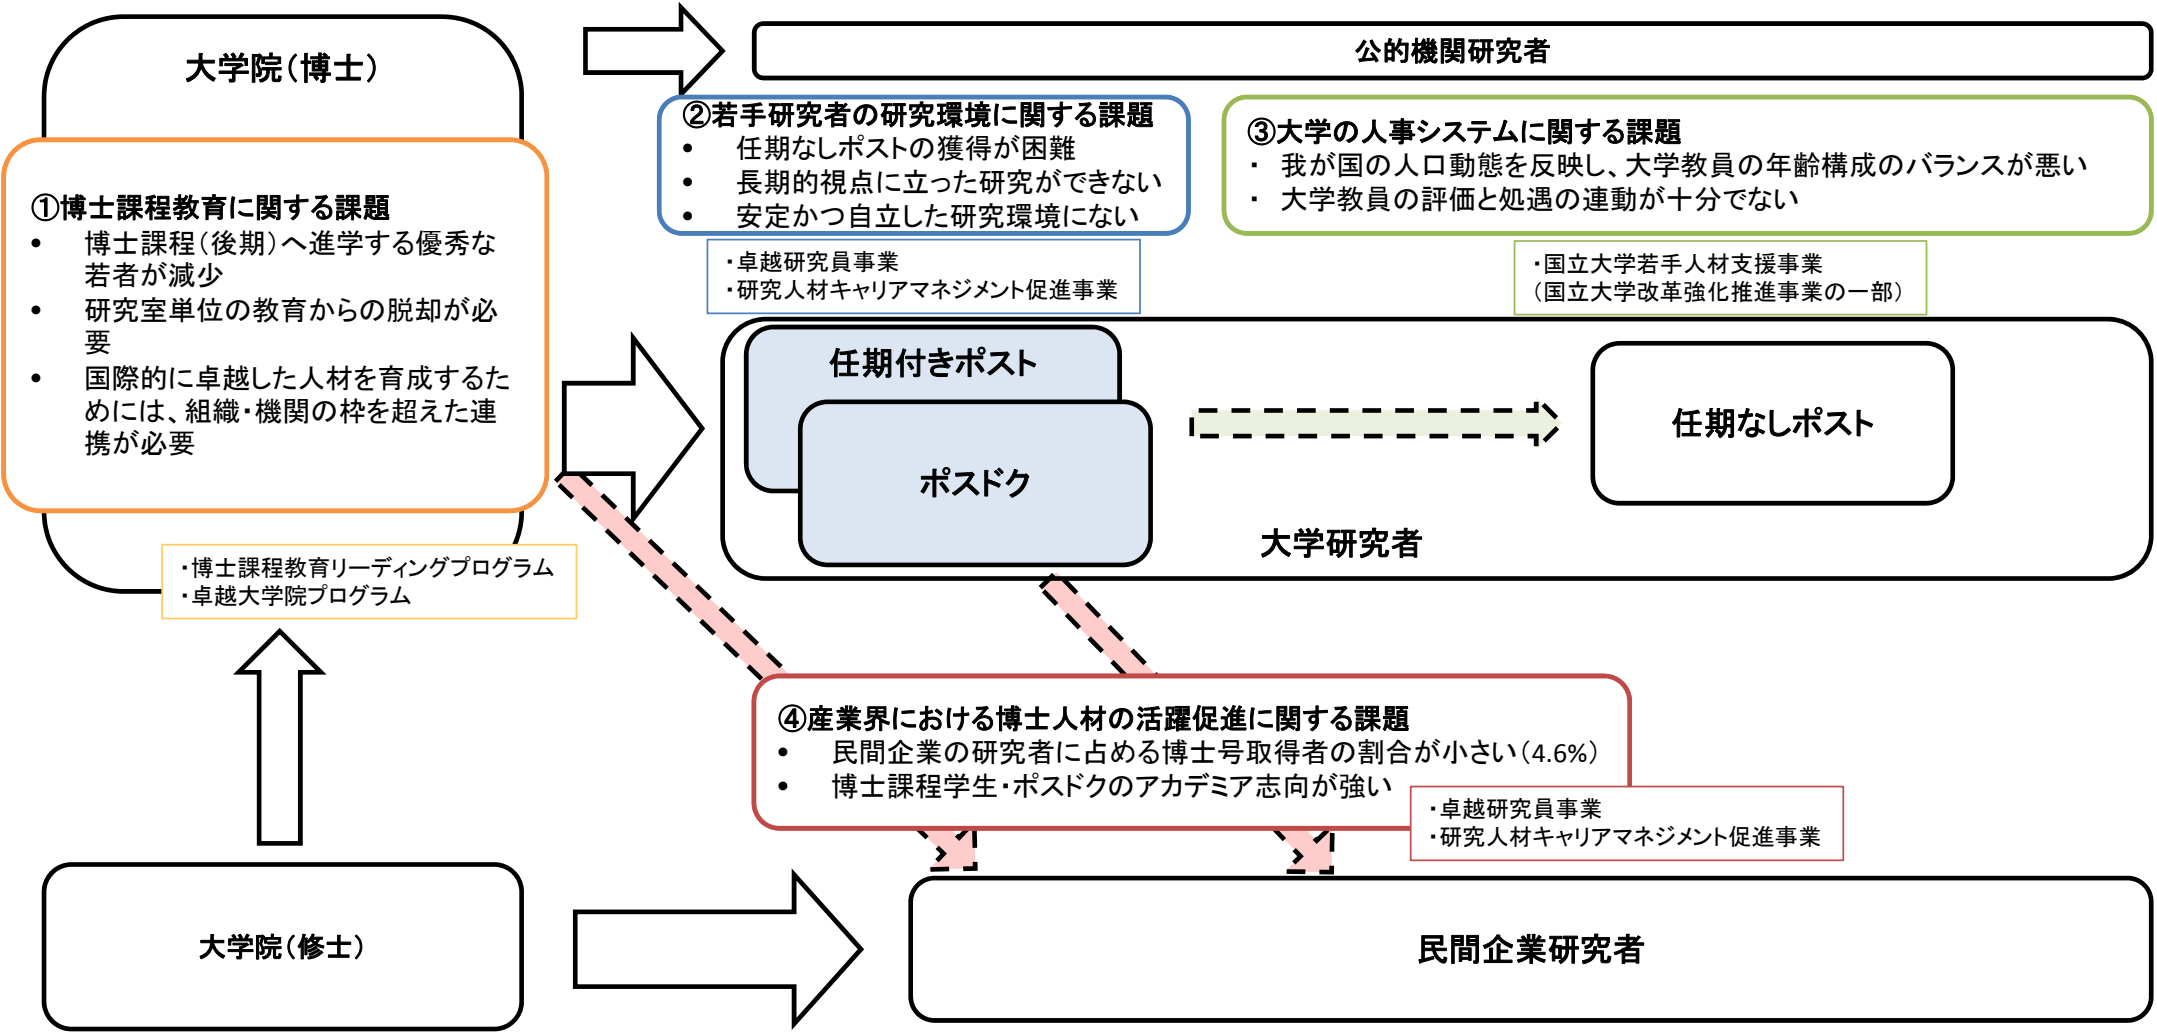 大学院（博士）
公的機関研究者
①博士課程教育に関する課題
• 博士課程（後期）へ進学する優秀な
若者が減少
• 研究室単位の教育からの脱却が必
要
• 国際的に卓越した人材を育成するた
めには、組織・機関の枠を超えた連
携が必要
・博士課程教育リーディングプログラム
・卓越大学院プログラム
②若手研究者の研究環境に関する課題
• 任期なしポストの獲得が困難
• 長期的視点に立った研究ができない
• 安定かつ自立した研究環境にない
・卓越研究員事業
・研究人材キャリアマネジメント促進事業
③大学の人事システムに関する課題
・ 我が国の人口動態を反映し、大学教員の年齢構成のバランスが悪い
・ 大学教員の評価と処遇の連動が十分でない
・国立大学若手人材支援事業
（国立大学改革強化推進事業の一部）
任期付きポスト
ポスドク
任期なしポスト
大学研究者
④産業界における博士人材の活躍促進に関する課題
• 民間企業の研究者に占める博士号取得者の割合が小さい（4.6%）
• 博士課程学生・ポスドクのアカデミア志向が強い
・卓越研究員事業
・研究人材キャリアマネジメント促進事業
大学院（修士）
民間企業研究者